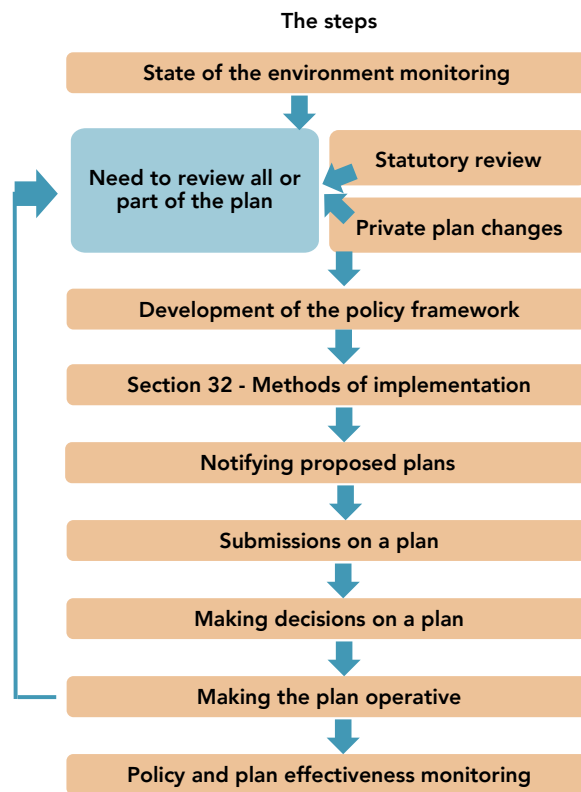 The steps
State of the environment monitoring
Need to review all or
part of the plan
Statutory review
Private plan changes
Development of the policy framework
Section 32 - Methods of implementation
Notifying proposed plans
Submissions on a plan
Making decisions on a plan
Making the plan operative
Policy and plan effectiveness monitoring